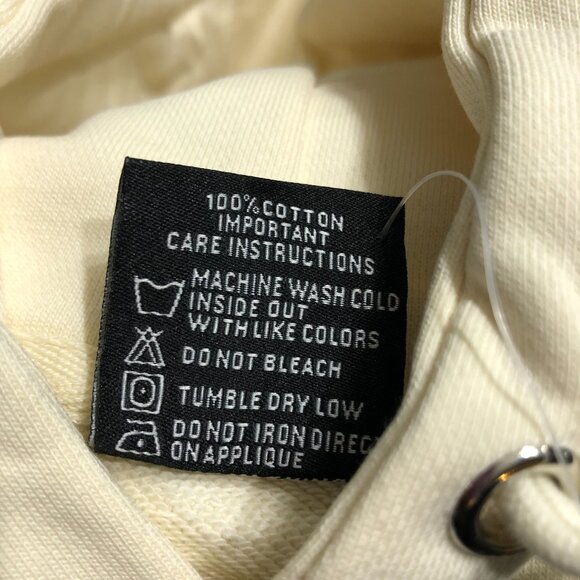 100% COTTON
IMPORTANT
CARE INSTRUCTIONS
MACHINE WASH COLD
INSIDE OUT
WITH LIKE COLORS
DO NOT BLEACH
TUMBLE DRY LOW
DO NOT IRON DIRECT
ON APPLIQUE